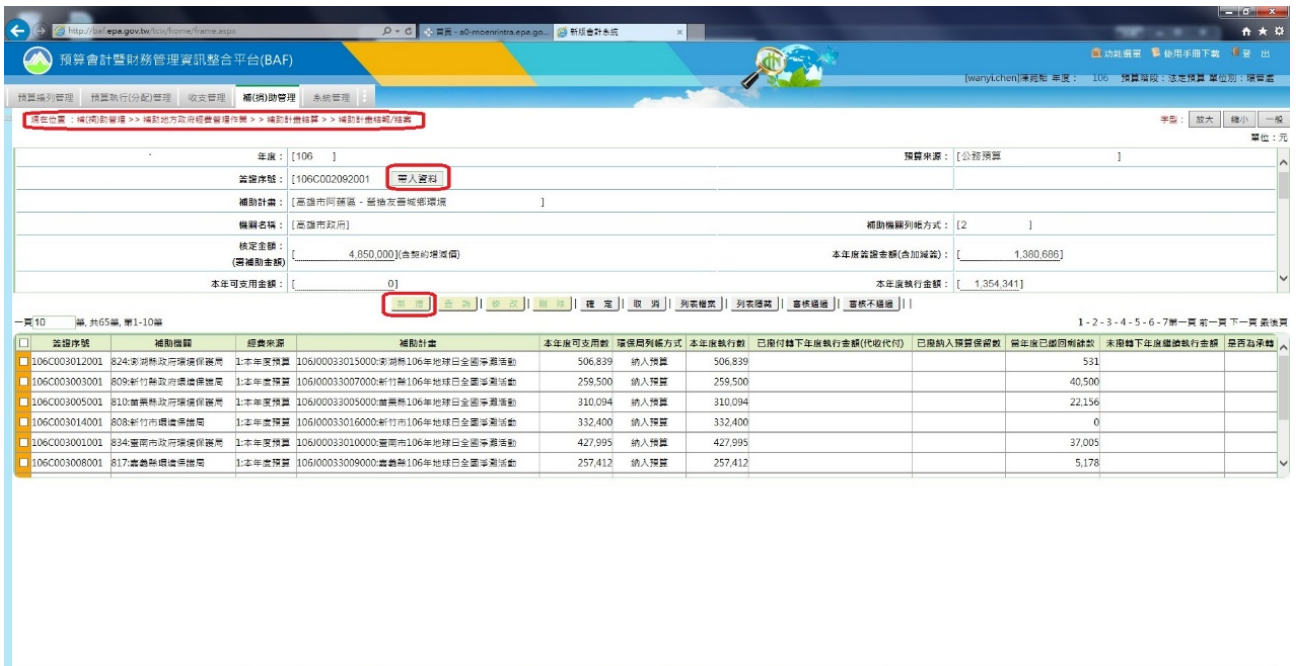 http://baf.epa.gov.tw/tcis/home/frame.aspx
首頁 - a0-moenrintra.epa.go...
新版會計系統
預算會計暨財務管理資訊整合平台(BAF)
功能選單 使用手冊下載 登 出
[wanyi.chen] 年度： 106 預算階段：法定預算 單位別：環管處
預算編列管理 預算執行(分配)管理 收支管理 補(捐)助管理 系統管理
現在位置：補(捐)助管理 >> 補助地方政府經費管理作業 >> 補助計畫結算 >> 補助計畫結報/結案
字型： 放大 縮小 一般
單位：元
年度： [106 ] 預算來源： [公務預算 ]
簽證序號： [106C002092001 帶入資料
補助計畫： [高雄市阿蓮區 - 營造友善城鄉環境 ]
機關名稱： [高雄市政府] 補助機關列帳方式： [2 ]
核定金額：
(署補助金額) [ 4,850,000](含契約增減價) 本年度簽證金額(含加減簽)： [ 1,380,686]
本年可支用金額： [ 0] 本年度執行金額： [ 1,354,341]
新 增 | 查 詢 | 修 改 | 刪 除 | 確 定 | 取 消 | 列表檔案 | 列表隱藏 | 審核通過 | 審核不通過 | |
一頁10 筆, 共65筆, 第1-10筆 1 - 2 - 3 - 4 - 5 - 6 - 7第一頁 前一頁 下一頁 最後頁
簽證序號 補助機關 經費來源 補助計畫 本年度可支用數 環保局列帳方式 本年度執行數 已撥付轉下年度執行金額(代收代付) 已撥納入預算保留數 當年度已繳回剩餘款 未撥轉下年度繼續執行金額 是否為承轉
106C003012001 824:澎湖縣政府環境保護局 1:本年度預算 106J00033015000:澎湖縣106年地球日全國淨灘活動 506,839 納入預算 506,839 531
106C003003001 809:新竹縣政府環境保護局 1:本年度預算 106J00033007000:新竹縣106年地球日全國淨灘活動 259,500 納入預算 259,500 40,500
106C003005001 810:苗栗縣政府環境保護局 1:本年度預算 106J00033005000:苗栗縣106年地球日全國淨灘活動 310,094 納入預算 310,094 22,156
106C003014001 808:新竹市環境保護局 1:本年度預算 106J00033016000:新竹市106年地球日全國淨灘活動 332,400 納入預算 332,400 0
106C003001001 834:臺南市政府環境保護局 1:本年度預算 106J00033010000:臺南市106年地球日全國淨灘活動 427,995 納入預算 427,995 37,005
106C003008001 817:嘉義縣環境保護局 1:本年度預算 106J00033009000:嘉義縣106年地球日全國淨灘活動 257,412 納入預算 257,412 5,178